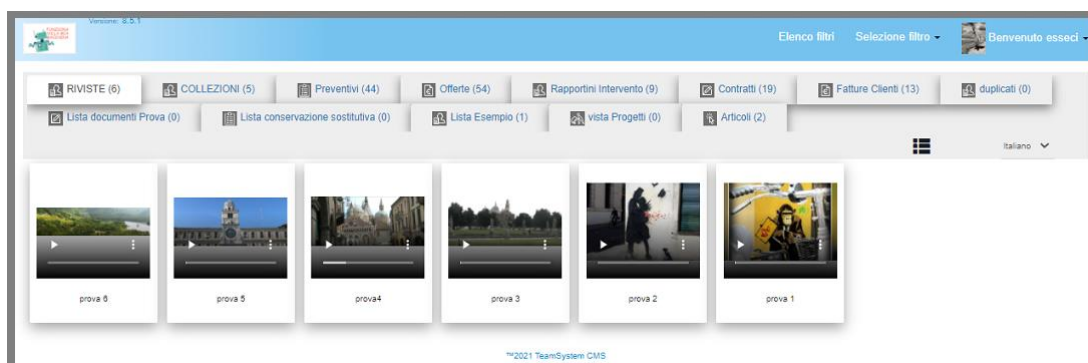 Versione: 8.5.1
Elenco filtri Selezione filtro Benvenuto esseci
RIVISTE (6) COLLEZIONI (5) Preventivi (44) Offerte (54) Rapportini Intervento (9) Contratti (19) Fatture Clienti (13) duplicati (0)
Lista documenti Prova (0) Lista conservazione sostitutiva (0) Lista Esempio (1) vista Progetti (0) Articoli (2)
Italiano
prova 6 prova 5 prova4 prova 3 prova 2 prova 1
™2021 TeamSystem CMS